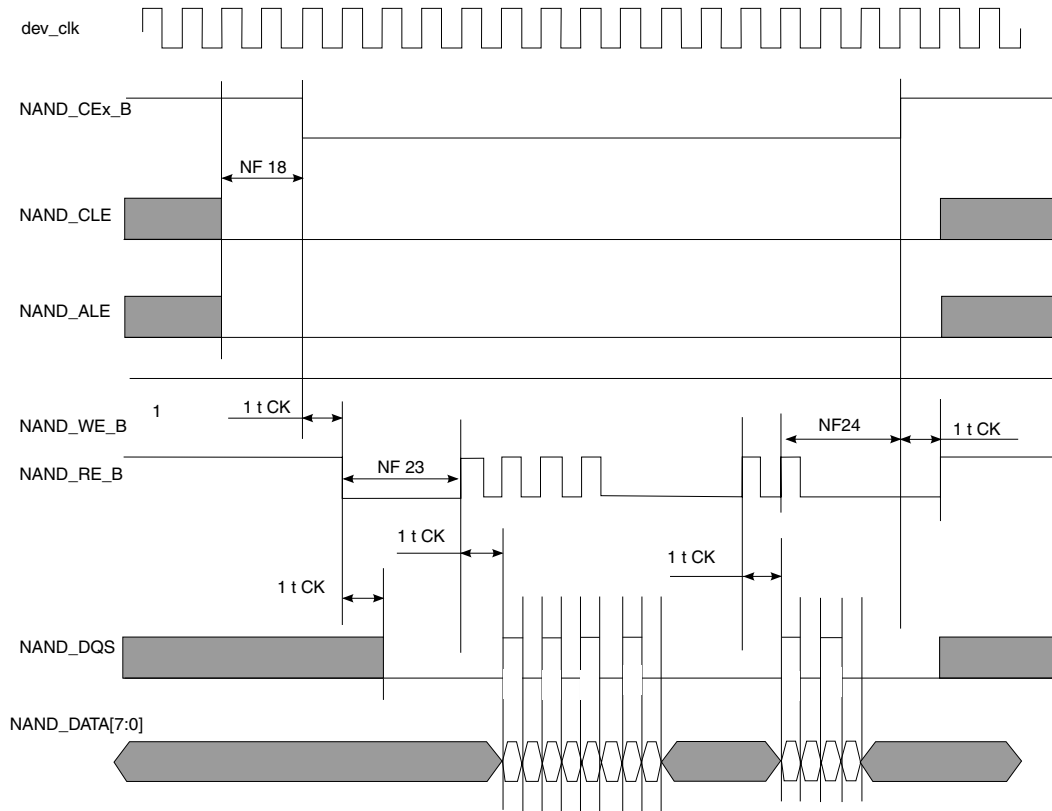 dev_clk
NAND_CEx_B
NF 18
NAND_CLE
NAND_ALE
1
1 t CK
NF24
1 t CK
NAND_WE_B
NAND_RE_B
NF 23
1 t CK
1 t CK
1 t CK
NAND_DQS
NAND_DATA[7:0]